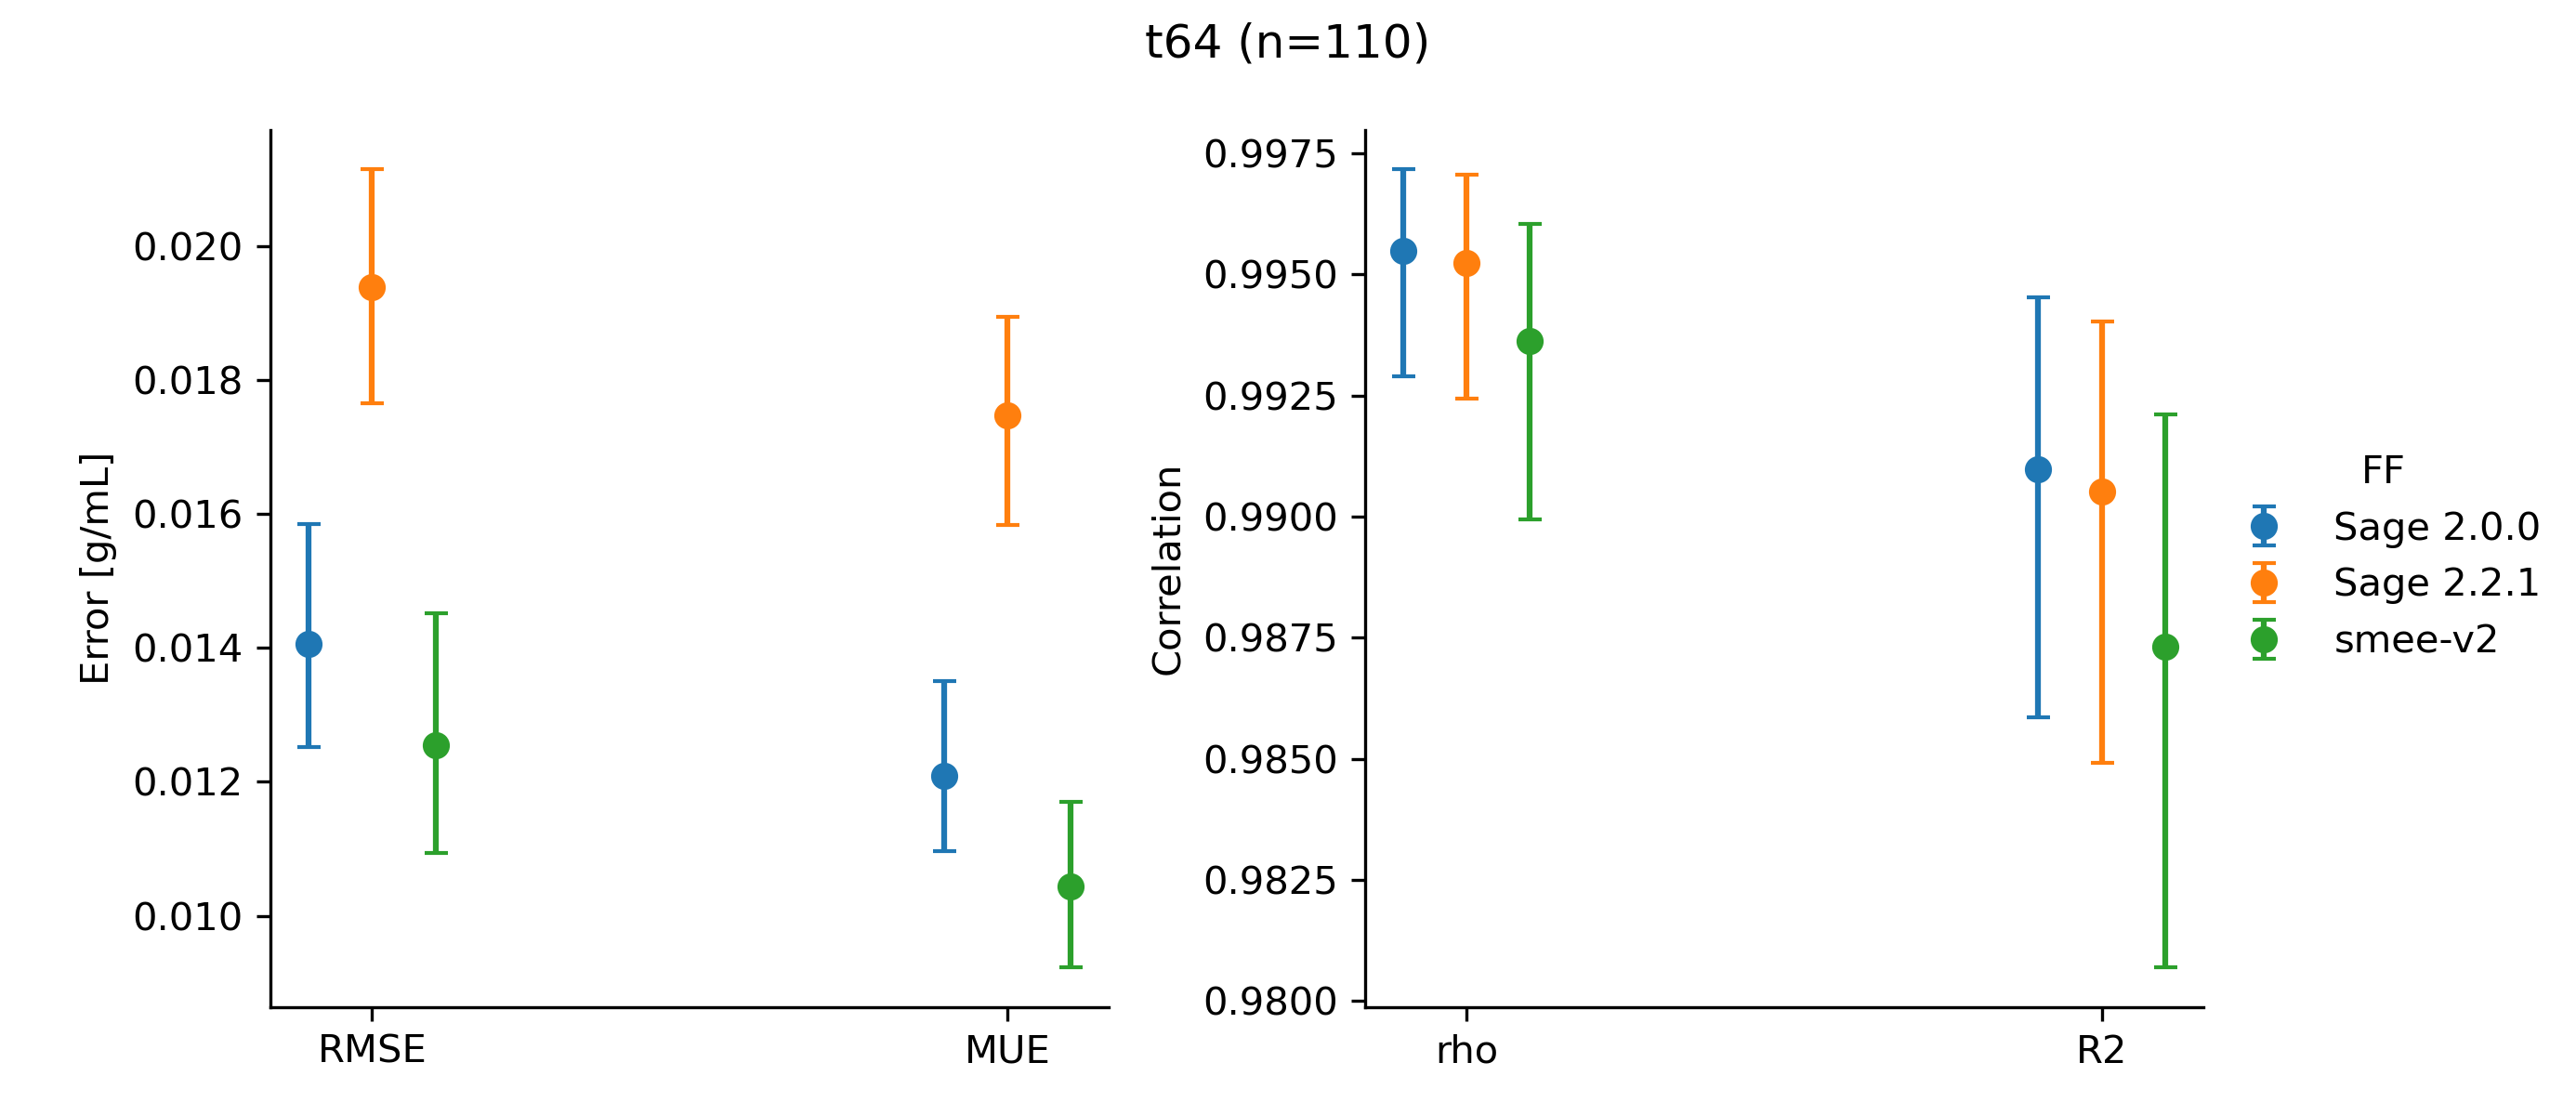 t64 (n=110)
Error [g/mL]
0.020
0.018
0.016
0.014
0.012
0.010
RMSE
MUE
Correlation
0.9975
0.9950
0.9925
0.9900
0.9875
0.9850
0.9825
0.9800
rho
R2
FF
Sage 2.0.0
Sage 2.2.1
smee-v2